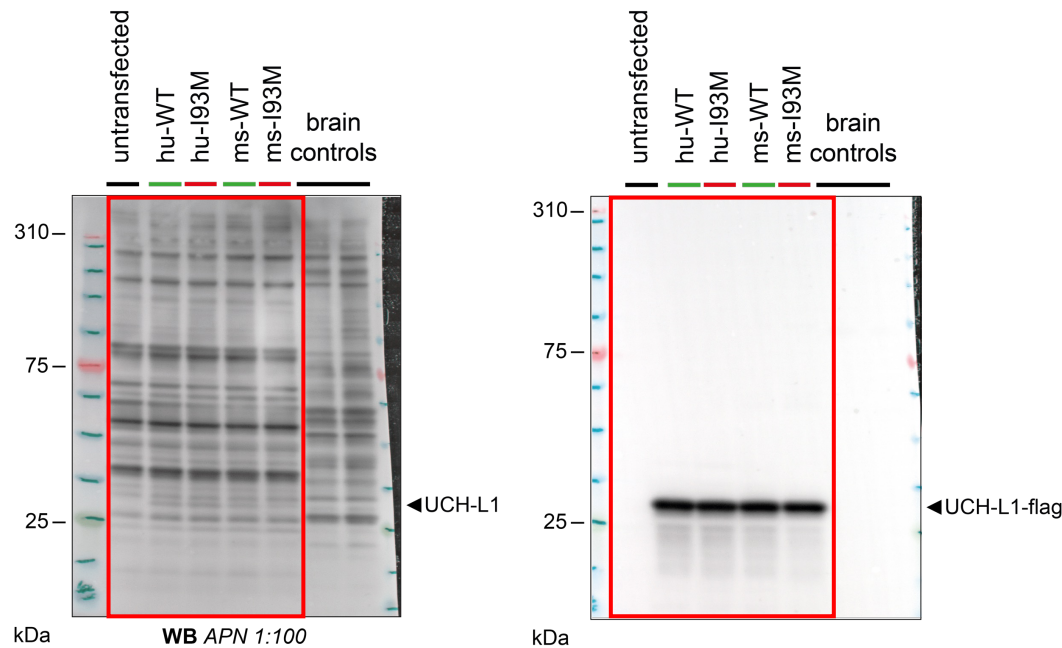 untransfected
hu-WT
hu-I93M
ms-WT
ms-I93M
brain
controls
310
75
25
◄UCH-L1
kDa
WB APN 1:100
untransfected
hu-WT
hu-I93M
ms-WT
ms-I93M
brain
controls
310
75
25
◄UCH-L1-flag
kDa